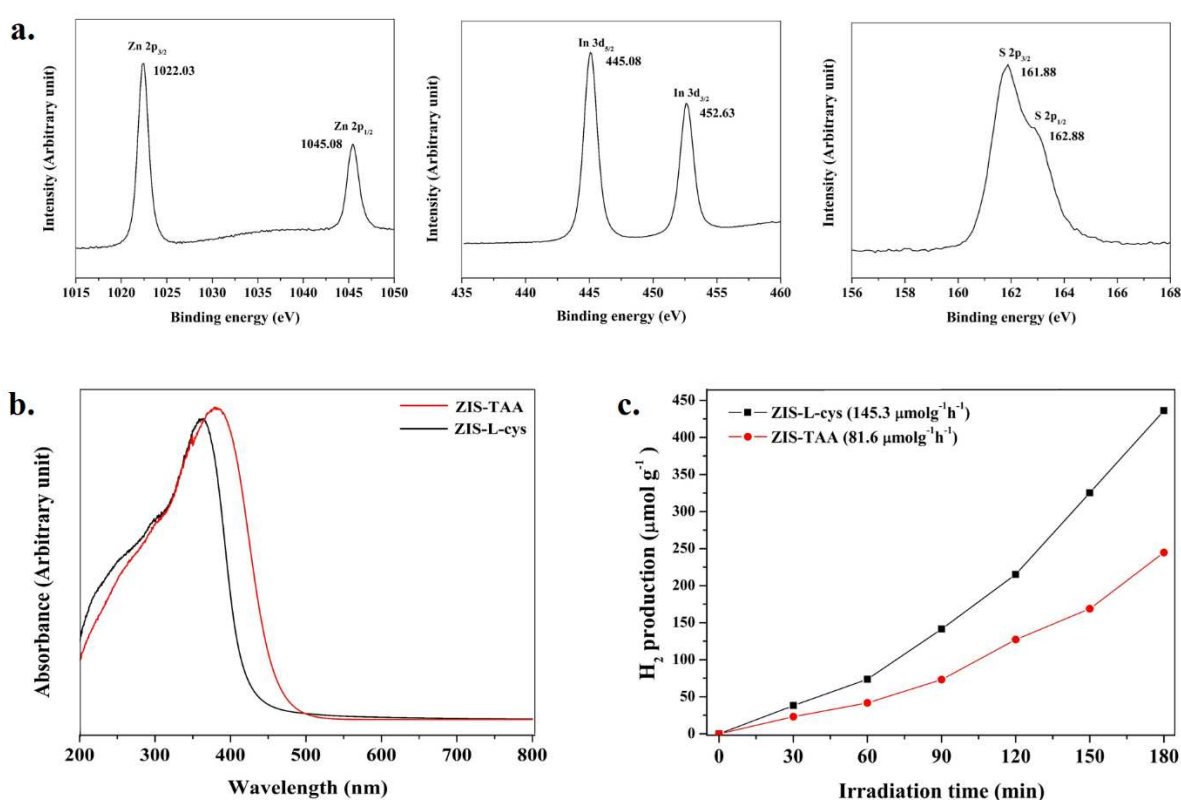 a.
Zn 2p3/2
1022.03
Zn 2p1/2
1045.08
Intensity (Arbitrary unit)
1015 1020 1025 1030 1035 1040 1045 1050
Binding energy (eV)
In 3d5/2
445.08
In 3d3/2
452.63
Intensity (Arbitrary unit)
435 440 445 450 455 460
Binding energy (eV)
S 2p3/2
161.88
S 2p1/2
162.88
Intensity (Arbitrary unit)
156 158 160 162 164 166 168
Binding energy (eV)
b.
ZIS-TAA
ZIS-L-cys
Absorbance (Arbitrary unit)
200 300 400 500 600 700 800
Wavelength (nm)
c.
ZIS-L-cys (145.3 μmolg⁻¹h⁻¹)
ZIS-TAA (81.6 μmolg⁻¹h⁻¹)
H₂ production (μmol g⁻¹)
450
400
350
300
250
200
150
100
50
0
0 30 60 90 120 150 180
Irradiation time (min)